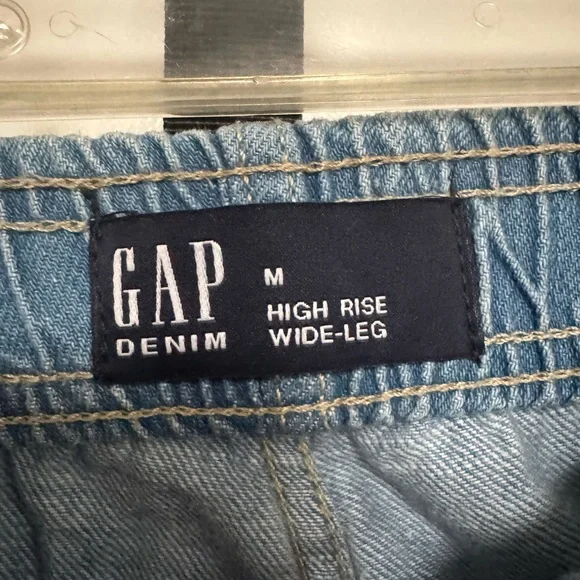 GAP
DENIM
M
HIGH RISE
WIDE-LEG